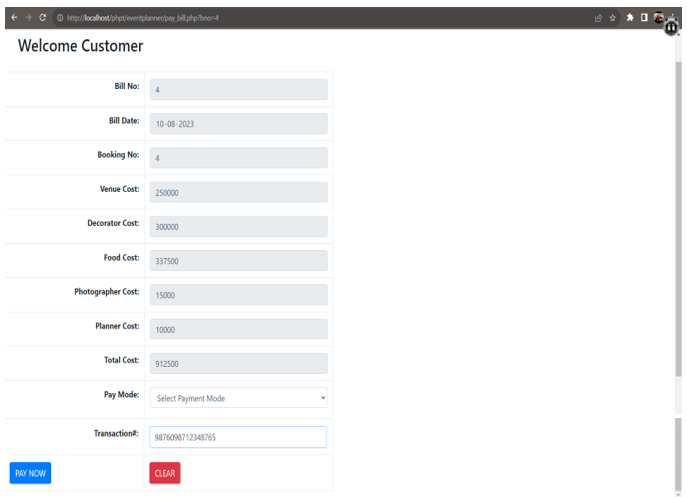 http://localhost/phpt/eventplanner/pay_bill.php?bno=4
Welcome Customer
Bill No: 4
Bill Date: 10-08-2023
Booking No: 4
Venue Cost: 250000
Decorator Cost: 300000
Food Cost: 337500
Photographer Cost: 15000
Planner Cost: 10000
Total Cost: 912500
Pay Mode: Select Payment Mode
Transaction#: 9876098712348765
PAY NOW CLEAR